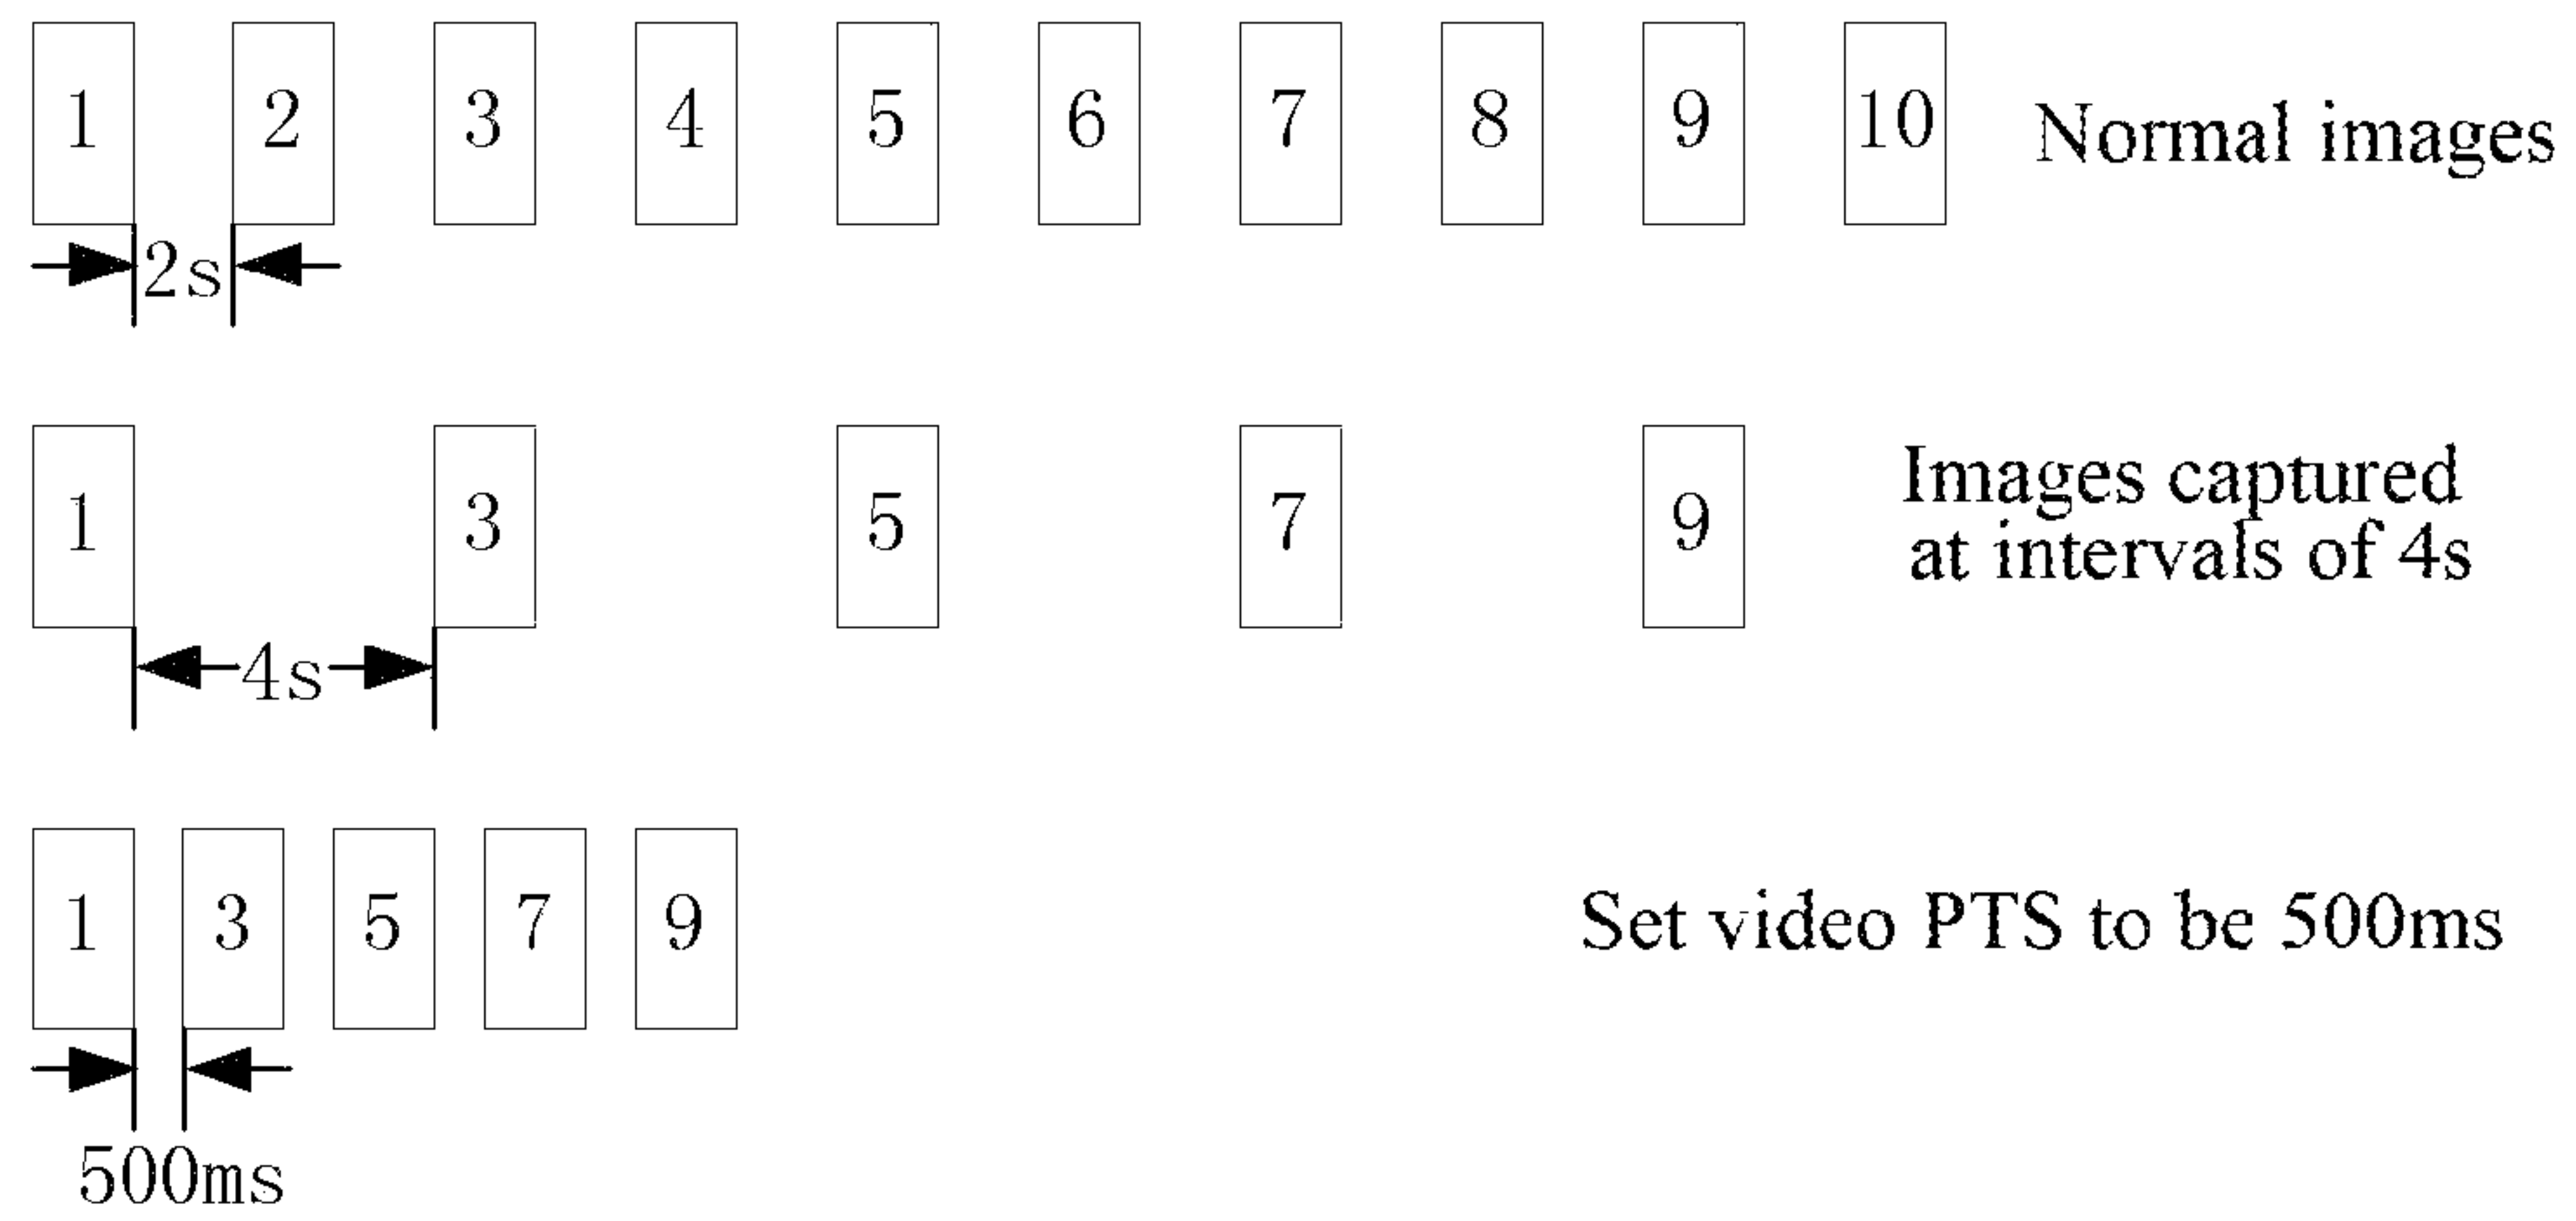 1 2 3 4 5 6 7 8 9 10 Normal images
2s
1 3 5 7 9 Images captured
at intervals of 4s
4s
1 3 5 7 9 Set video PTS to be 500ms
500ms